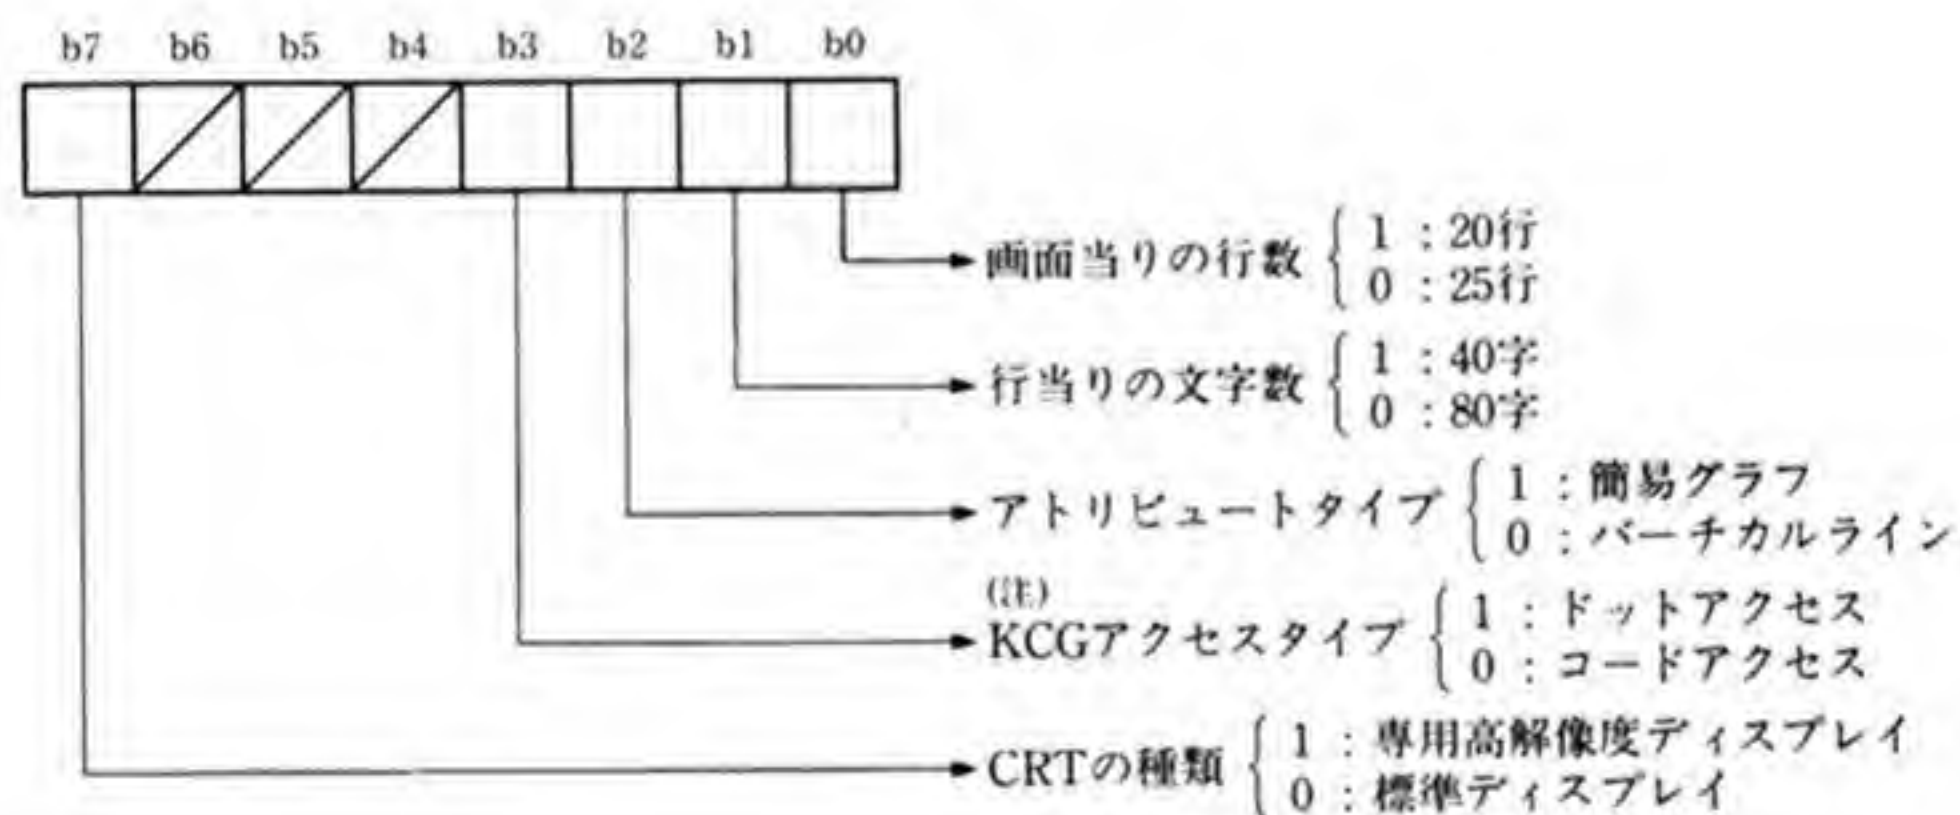 b7 b6 b5 b4 b3 b2 b1 b0
画面当りの行数 { 1 : 20行
0 : 25行
行当りの文字数 { 1 : 40字
0 : 80字
アトリビュートタイプ { 1 : 簡易グラフ
0 : バーチカルライン
(注)
KCGアクセスタイプ { 1 : ドットアクセス
0 : コードアクセス
CRTの種類 { 1 : 専用高解像度ディスプレイ
0 : 標準ディスプレイ